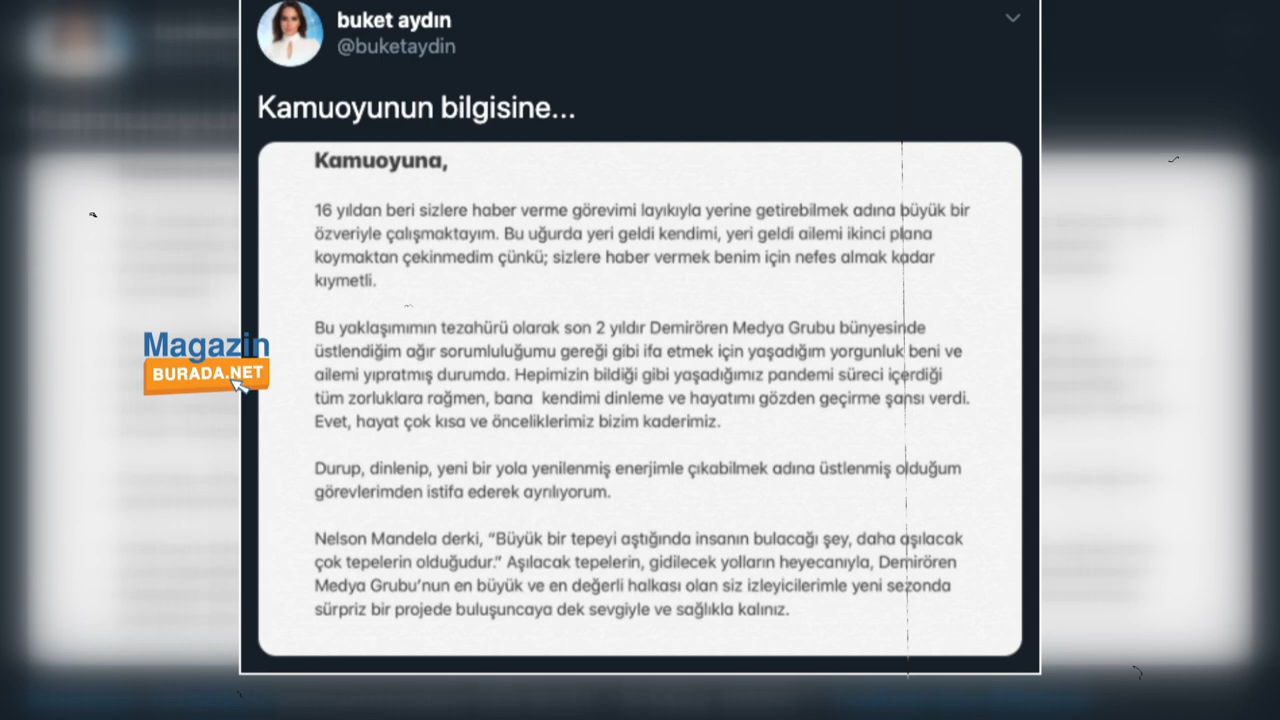 buket aydın
@buketaydin
Kamuoyunun bilgisine...
Kamuoyuna,
16 yıldan beri sizlere haber verme görevimi layıkıyla yerine getirebilmek adına büyük bir
özveriyle çalışmaktayım. Bu uğurda yeri geldi kendimi, yeri geldi ailemi ikinci plana
koymaktan çekinmedim çünkü; sizlere haber vermek benim için nefes almak kadar
kıymetli.
Bu yaklaşımımın tezahürü olarak son 2 yıldır Demirören Medya Grubu bünyesinde
üstlendiğim ağır sorumluluğumu gereği gibi ifa etmek için yaşadığım yorgunluk beni ve
ailemi yıpratmış durumda. Hepimizin bildiği gibi yaşadığımız pandemi süreci içerdiği
tüm zorluklara rağmen, bana kendimi dinleme ve hayatımı gözden geçirme şansı verdi.
Evet, hayat çok kısa ve önceliklerimiz bizim kaderimiz.
Durup, dinlenip, yeni bir yola yenilenmiş enerjimle çıkabilmek adına üstlenmiş olduğum
görevlerimden istifa ederek ayrılıyorum.
Nelson Mandela derki, “Büyük bir tepeyi aştığında insanın bulacağı şey, daha aşılacak
çok tepelerin olduğudur.” Aşılacak tepelerin, gidilecek yolların heyecanıyla, Demirören
Medya Grubu’nun en büyük ve en değerli halkası olan siz izleyicilerimle yeni sezonda
sürpriz bir projede buluşuncaya dek sevgiyle ve sağlıkla kalınız.
Magazin
BURADA.NET